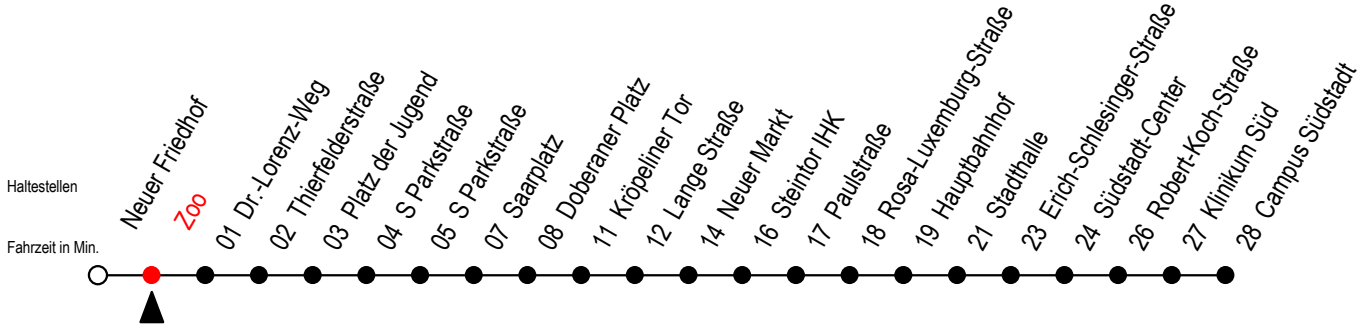 Haltestellen
Fahrzeit in Min.
Neuer Friedhof
Zoo
01 Dr.-Lorenz-Weg
02 Thierfelderstraße
03 Platz der Jugend
04 S Parkstraße
05 S Parkstraße
07 Saarplatz
08 Doberaner Platz
11 Kröpeliner Tor
12 Lange Straße
14 Neuer Markt
16 Steintor IHK
17 Paulstraße
18 Rosa-Luxemburg-Straße
19 Hauptbahnhof
21 Stadthalle
23 Erich-Schlesinger-Straße
24 Südstadt-Center
26 Robert-Koch-Straße
27 Klinikum Süd
28 Campus Südstadt